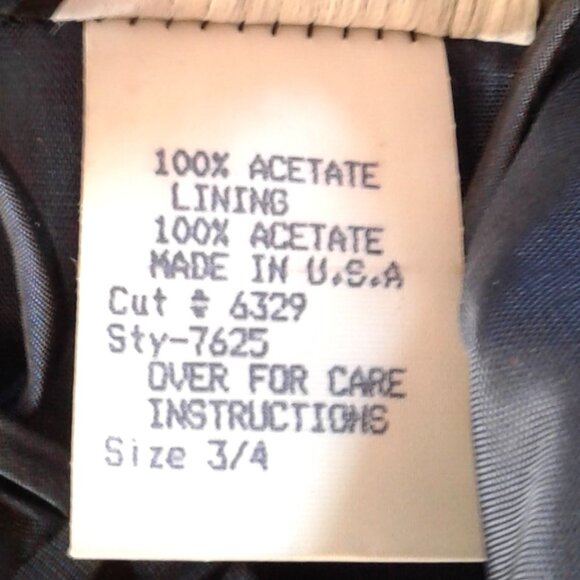 100% ACETATE
LINING
100% ACETATE
MADE IN U.S.A
Cut # 6329
Sty-7625
OVER FOR CARE
INSTRUCTIONS
Size 3/4